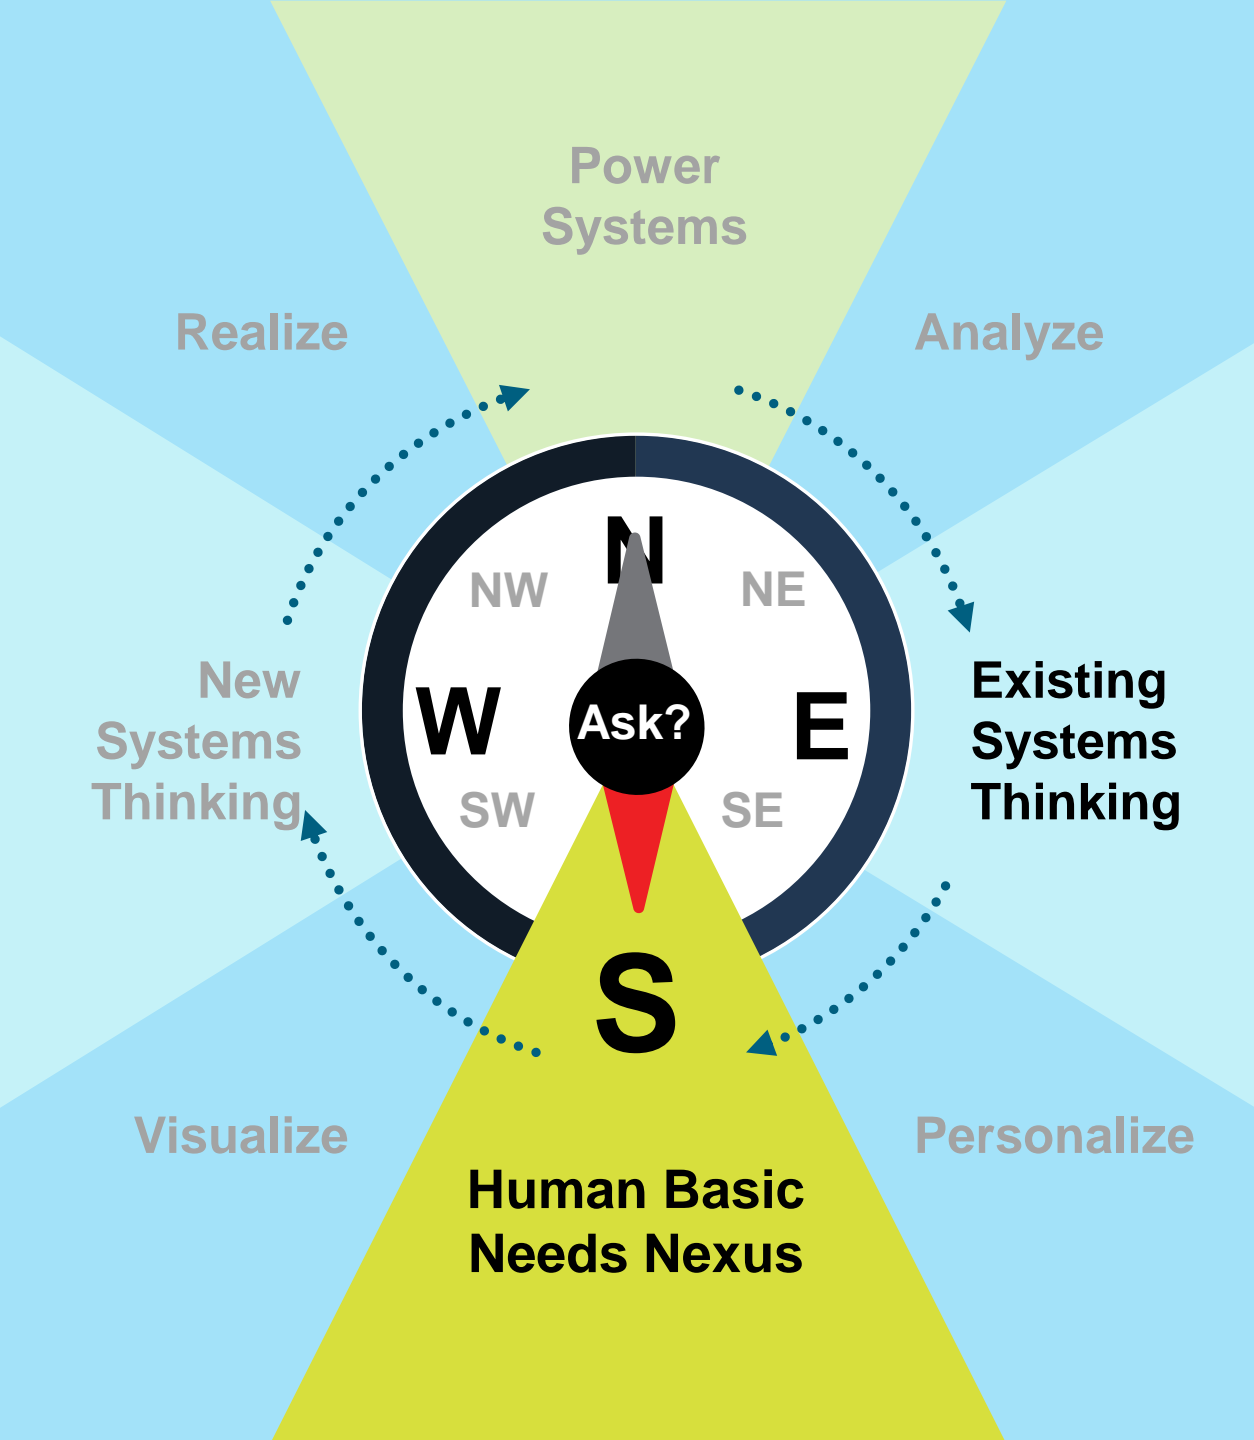 Power
Systems
Realize
Analyze
N
NW
NE
New
Systems
Thinking
W
Ask?
E
Existing
Systems
Thinking
SW
SE
S
Visualize
Personalize
Human Basic
Needs Nexus